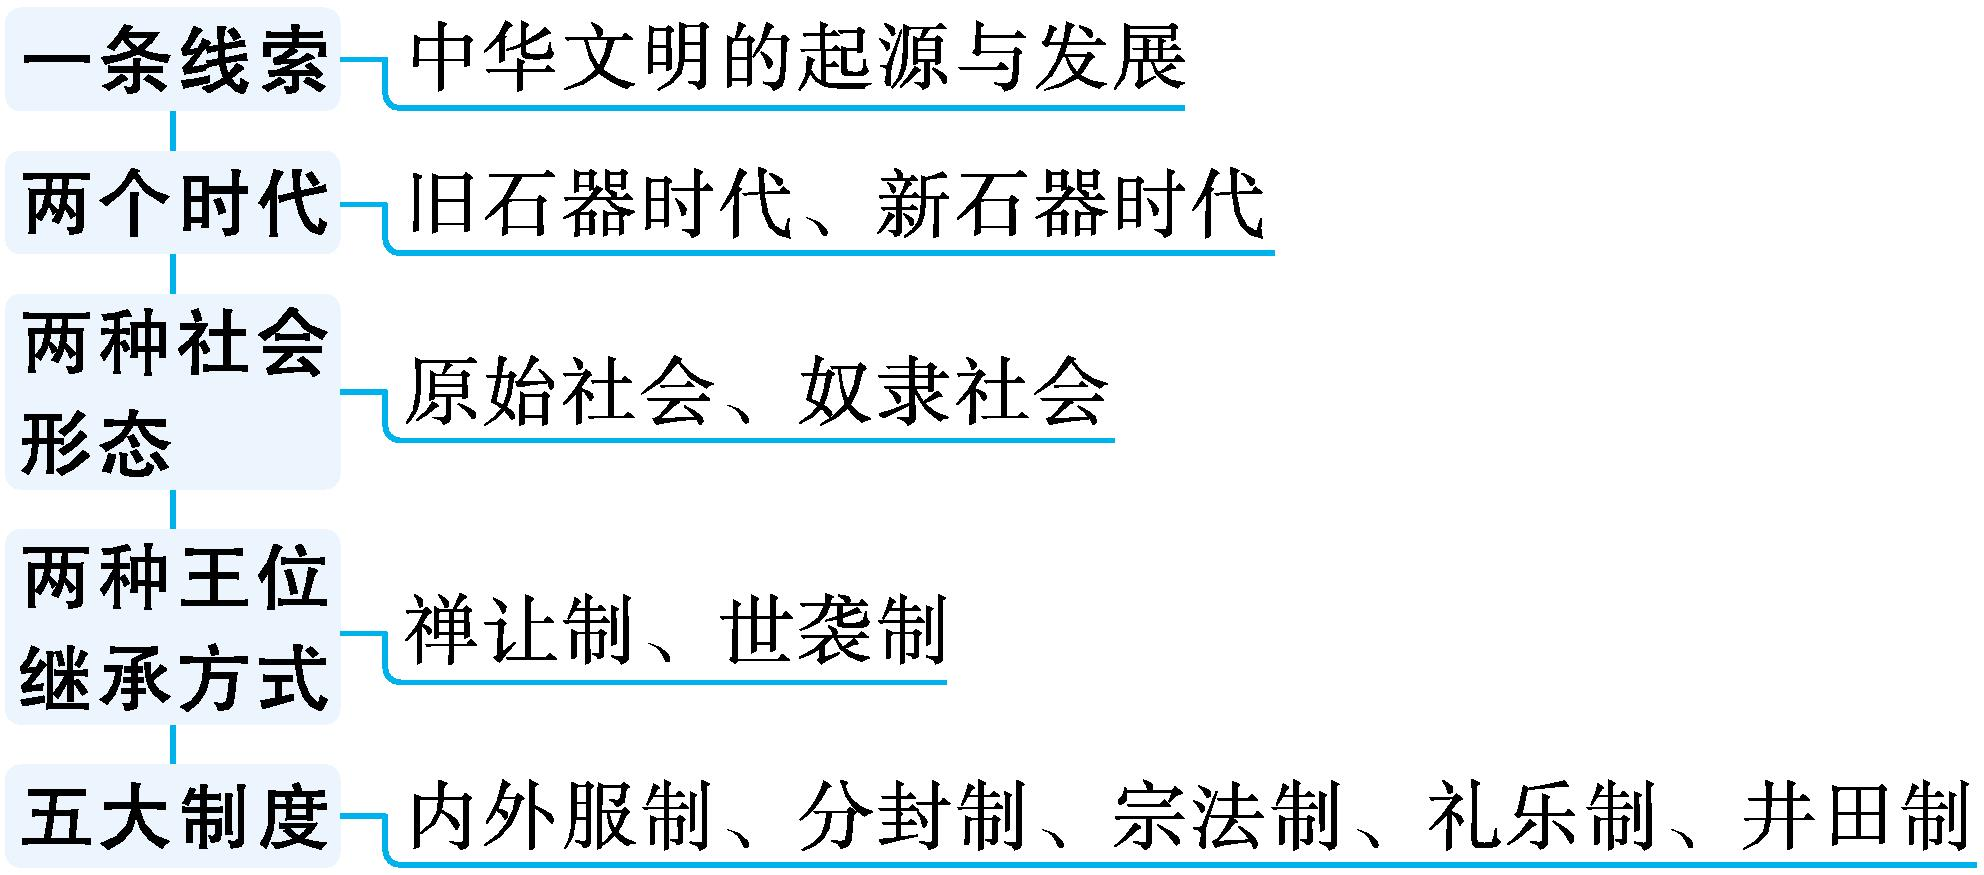 一条线索
中华文明的起源与发展
两个时代
旧石器时代、新石器时代
两种社会
形态
原始社会、奴隶社会
两种王位
继承方式
禅让制、世袭制
五大制度
内外服制、分封制、宗法制、礼乐制、井田制